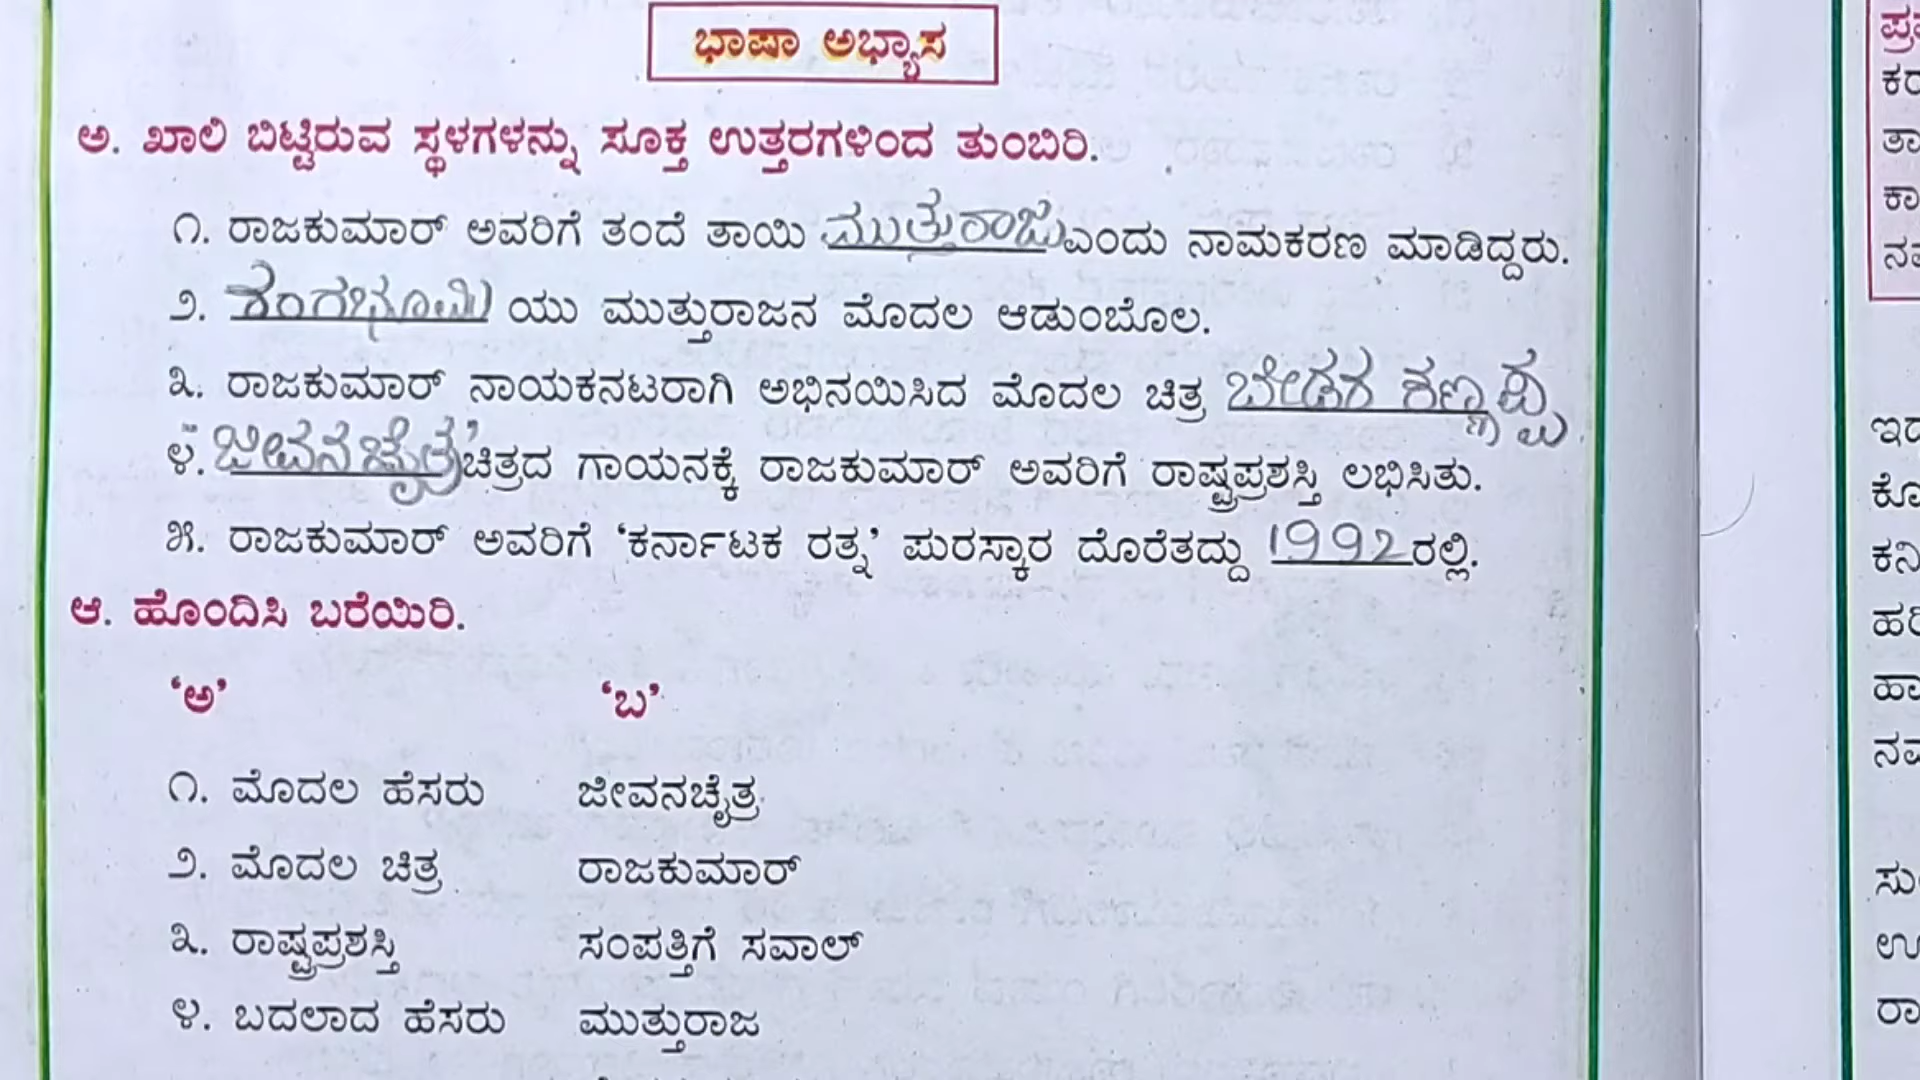 ಭಾಷಾ ಅಭ್ಯಾಸ
ಅ. ಖಾಲಿ ಬಿಟ್ಟಿರುವ ಸ್ಥಳಗಳನ್ನು ಸೂಕ್ತ ಉತ್ತರಗಳಿಂದ ತುಂಬಿರಿ.
೧. ರಾಜಕುಮಾರ್ ಅವರಿಗೆ ತಂದೆ ತಾಯಿ ಮುತ್ತುರಾಜು ಎಂದು ನಾಮಕರಣ ಮಾಡಿದ್ದರು.
೨. ರಂಗಭೂಮಿ ಯು ಮುತ್ತುರಾಜನ ಮೊದಲ ಆಡುಂಬೊಲ.
೩. ರಾಜಕುಮಾರ್ ನಾಯಕನಟರಾಗಿ ಅಭಿನಯಿಸಿದ ಮೊದಲ ಚಿತ್ರ ಬೇಡರ ಕಣ್ಣಪ್ಪ.
೪. "ಜೀವನಚೈತ್ರ' ಚಿತ್ರದ ಗಾಯನಕ್ಕೆ ರಾಜಕುಮಾರ್ ಅವರಿಗೆ ರಾಷ್ಟ್ರಪ್ರಶಸ್ತಿ ಲಭಿಸಿತು.
೫. ರಾಜಕುಮಾರ್ ಅವರಿಗೆ ‘ಕರ್ನಾಟಕ ರತ್ನ’ ಪುರಸ್ಕಾರ ದೊರೆತದ್ದು 1992 ರಲ್ಲಿ.
ಆ. ಹೊಂದಿಸಿ ಬರೆಯಿರಿ.
‘ಅ’ ‘ಬ’
೧. ಮೊದಲ ಹೆಸರು ಜೀವನಚೈತ್ರ
೨. ಮೊದಲ ಚಿತ್ರ ರಾಜಕುಮಾರ್
೩. ರಾಷ್ಟ್ರಪ್ರಶಸ್ತಿ ಸಂಪತ್ತಿಗೆ ಸವಾಲ್
೪. ಬದಲಾದ ಹೆಸರು ಮುತ್ತುರಾಜ